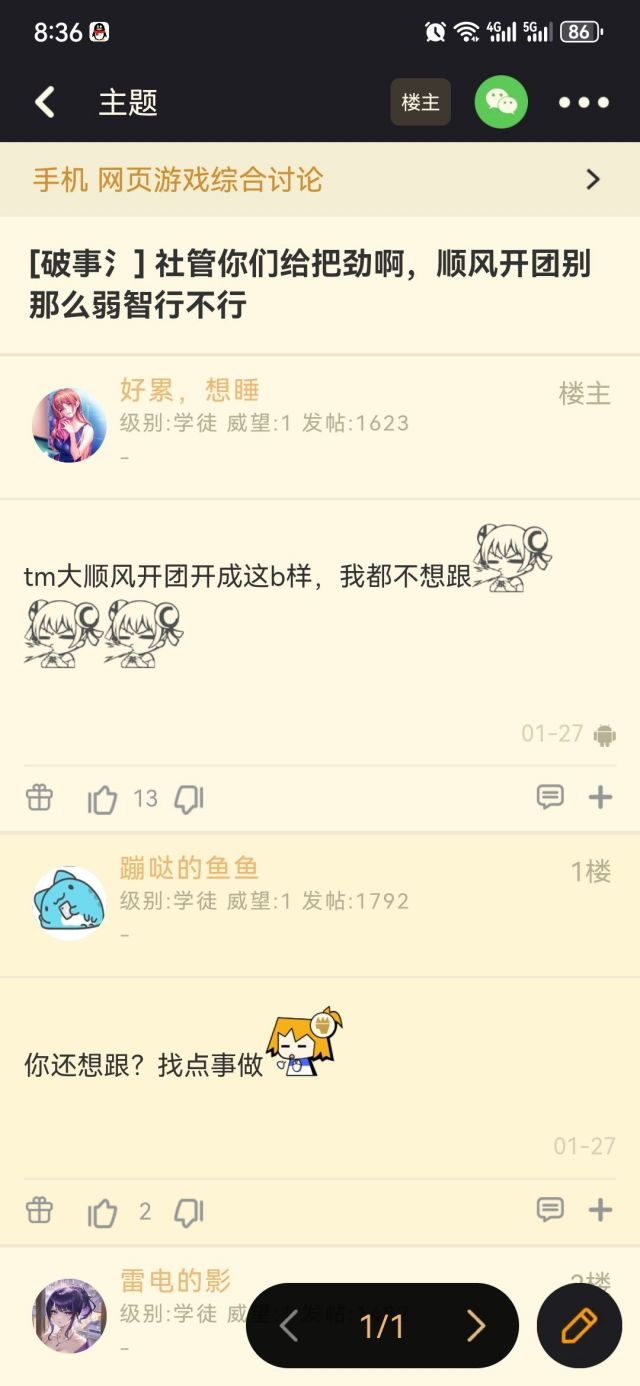 8:36
4G
5G
86
主题
楼主
手机 网页游戏综合讨论
[破事氵] 社管你们给把劲啊，顺风开团别
那么弱智行不行
好累，想睡
楼主
级别:学徒 威望:1 发帖:1623
-
tm大顺风开团开成这b样，我都不想跟
01-27
13
蹦哒的鱼鱼
1楼
级别:学徒 威望:1 发帖:1792
-
你还想跟？找点事做
01-27
2
雷电的影
2楼
级别:学徒 威
-
1/1